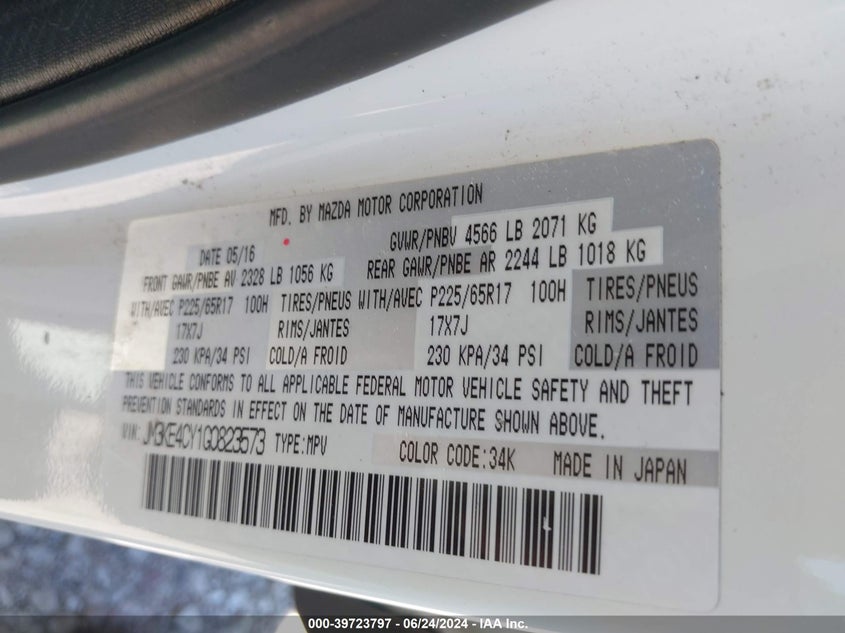 MFD. BY MAZDA MOTOR CORPORATION
DATE 05/16 GVWR/PNBV 4566 LB 2071 KG
FRONT GAWR/PNBE AV 2328 LB 1056 KG REAR GAWR/PNBE AR 2244 LB 1018 KG
WITH/AVEC P225/65R17 100H TIRES/PNEUS WITH/AVEC P225/65R17 100H TIRES/PNEUS
17X7J RIMS/JANTES 17X7J RIMS/JANTES
230 KPA/34 PSI COLD/A FROID 230 KPA/34 PSI COLD/A FROID
THIS VEHICLE CONFORMS TO ALL APPLICABLE FEDERAL MOTOR VEHICLE SAFETY AND THEFT
PREVENTION STANDARDS IN EFFECT ON THE DATE OF MANUFACTURE SHOWN ABOVE.
VIN: JM3KE4CY1G0823573 TYPE:MPV COLOR CODE:34K MADE IN JAPAN
000-39723797 - 06/24/2024 - IAA Inc.